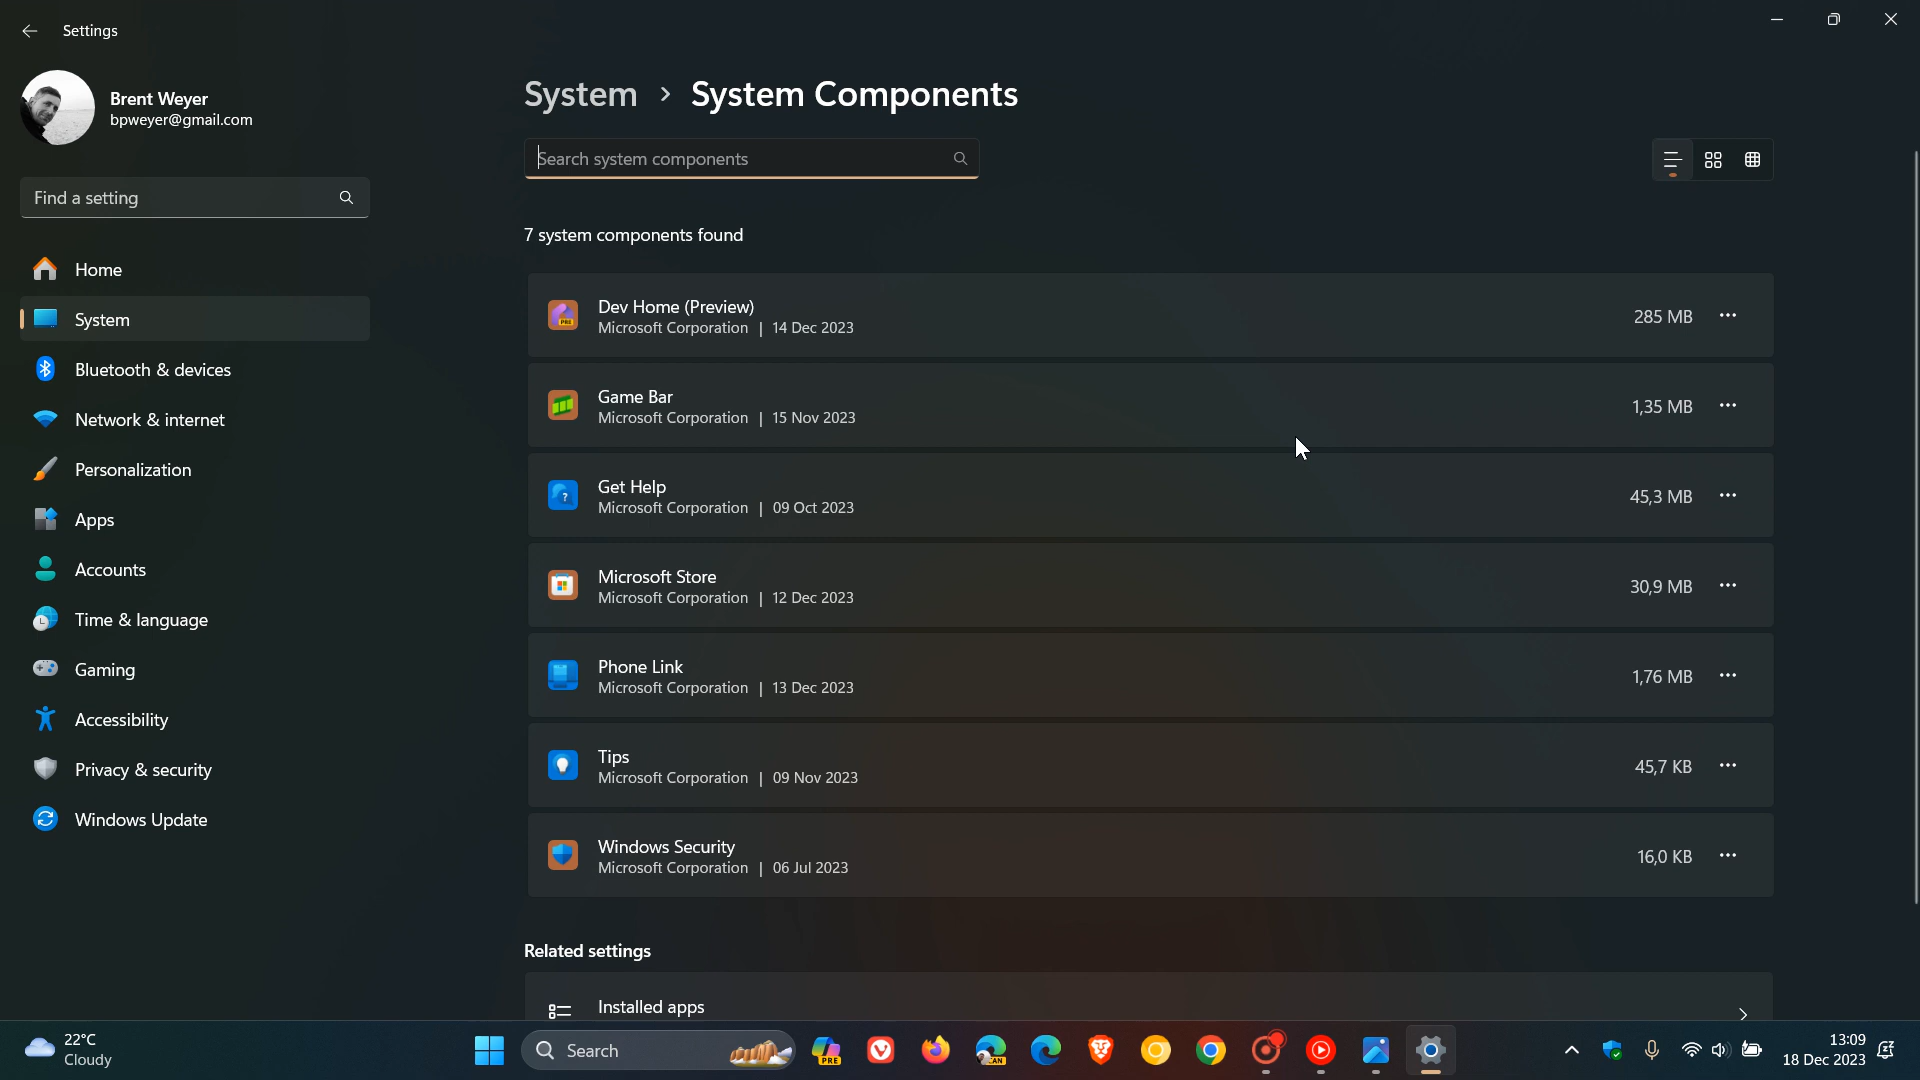 Settings
Brent Weyer
bpweyer@gmail.com
Find a setting
Home
System
Bluetooth & devices
Network & internet
Personalization
Apps
Accounts
Time & language
Gaming
Accessibility
Privacy & security
Windows Update
System > System Components
Search system components
7 system components found
Dev Home (Preview)
Microsoft Corporation | 14 Dec 2023
285 MB
Game Bar
Microsoft Corporation | 15 Nov 2023
1,35 MB
Get Help
Microsoft Corporation | 09 Oct 2023
45,3 MB
Microsoft Store
Microsoft Corporation | 12 Dec 2023
30,9 MB
Phone Link
Microsoft Corporation | 13 Dec 2023
1,76 MB
Tips
Microsoft Corporation | 09 Nov 2023
45,7 KB
Windows Security
Microsoft Corporation | 06 Jul 2023
16,0 KB
Related settings
Installed apps
22°C
Cloudy
Search
PRE
CAN
13:09
18 Dec 2023